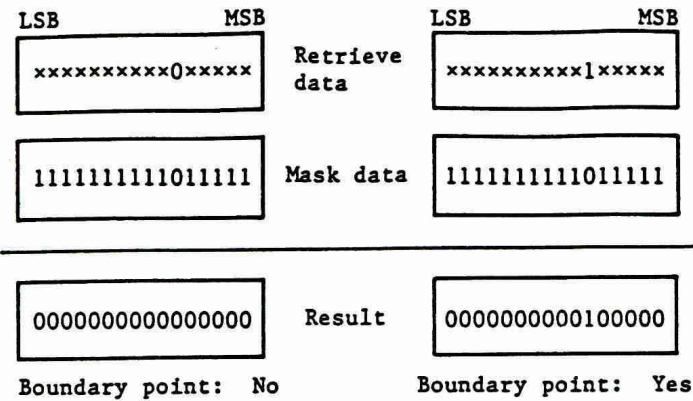 LSB MSB LSB MSB
xxxxxxxxxx0xxxxx Retrieve data xxxxxxxxxx1xxxxx
1111111111011111 Mask data 1111111111011111
0000000000000000 Result 0000000000100000
Boundary point: No Boundary point: Yes